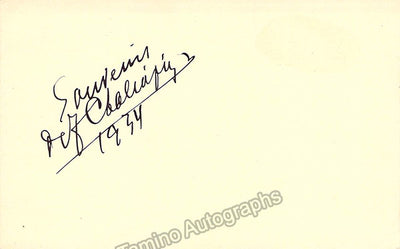 Souvenir
de F. Chaliapin
1934
Tamino Autographs